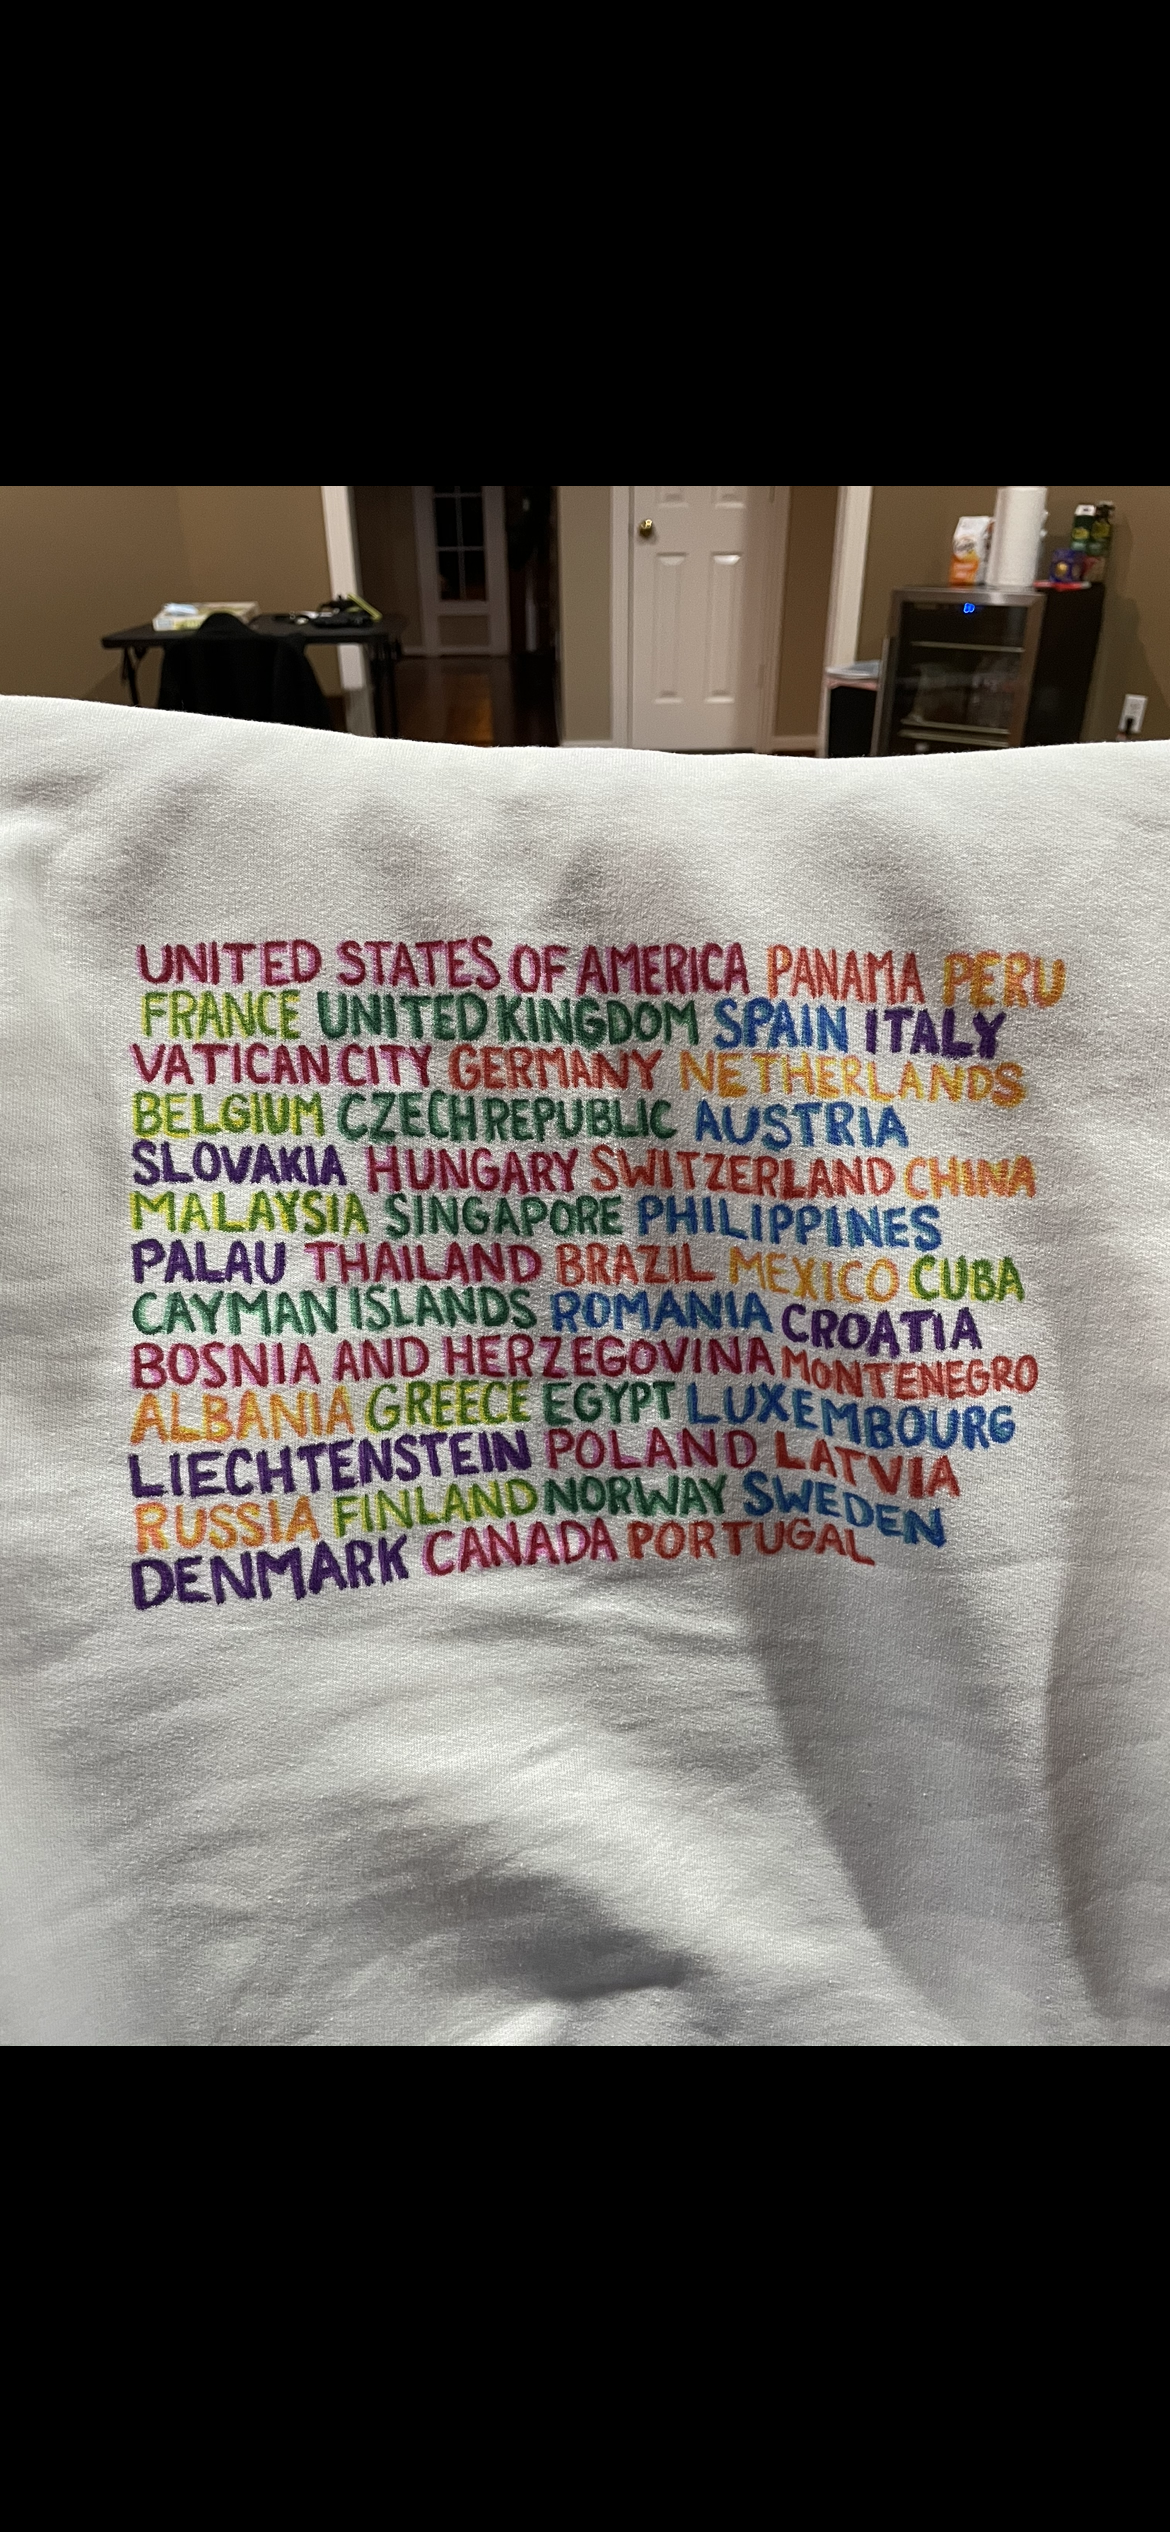 UNITED STATES OF AMERICA PANAMA PERU
FRANCE UNITED KINGDOM SPAIN ITALY
VATICAN CITY GERMANY NETHERLANDS
BELGIUM CZECH REPUBLIC AUSTRIA
SLOVAKIA HUNGARY SWITZERLAND CHINA
MALAYSIA SINGAPORE PHILIPPINES
PALAU THAILAND BRAZIL MEXICO CUBA
CAYMAN ISLANDS ROMANIA CROATIA
BOSNIA AND HERZEGOVINA MONTENEGRO
ALBANIA GREECE EGYPT LUXEMBOURG
LIECHTENSTEIN POLAND LATVIA
RUSSIA FINLAND NORWAY SWEDEN
DENMARK CANADA PORTUGAL